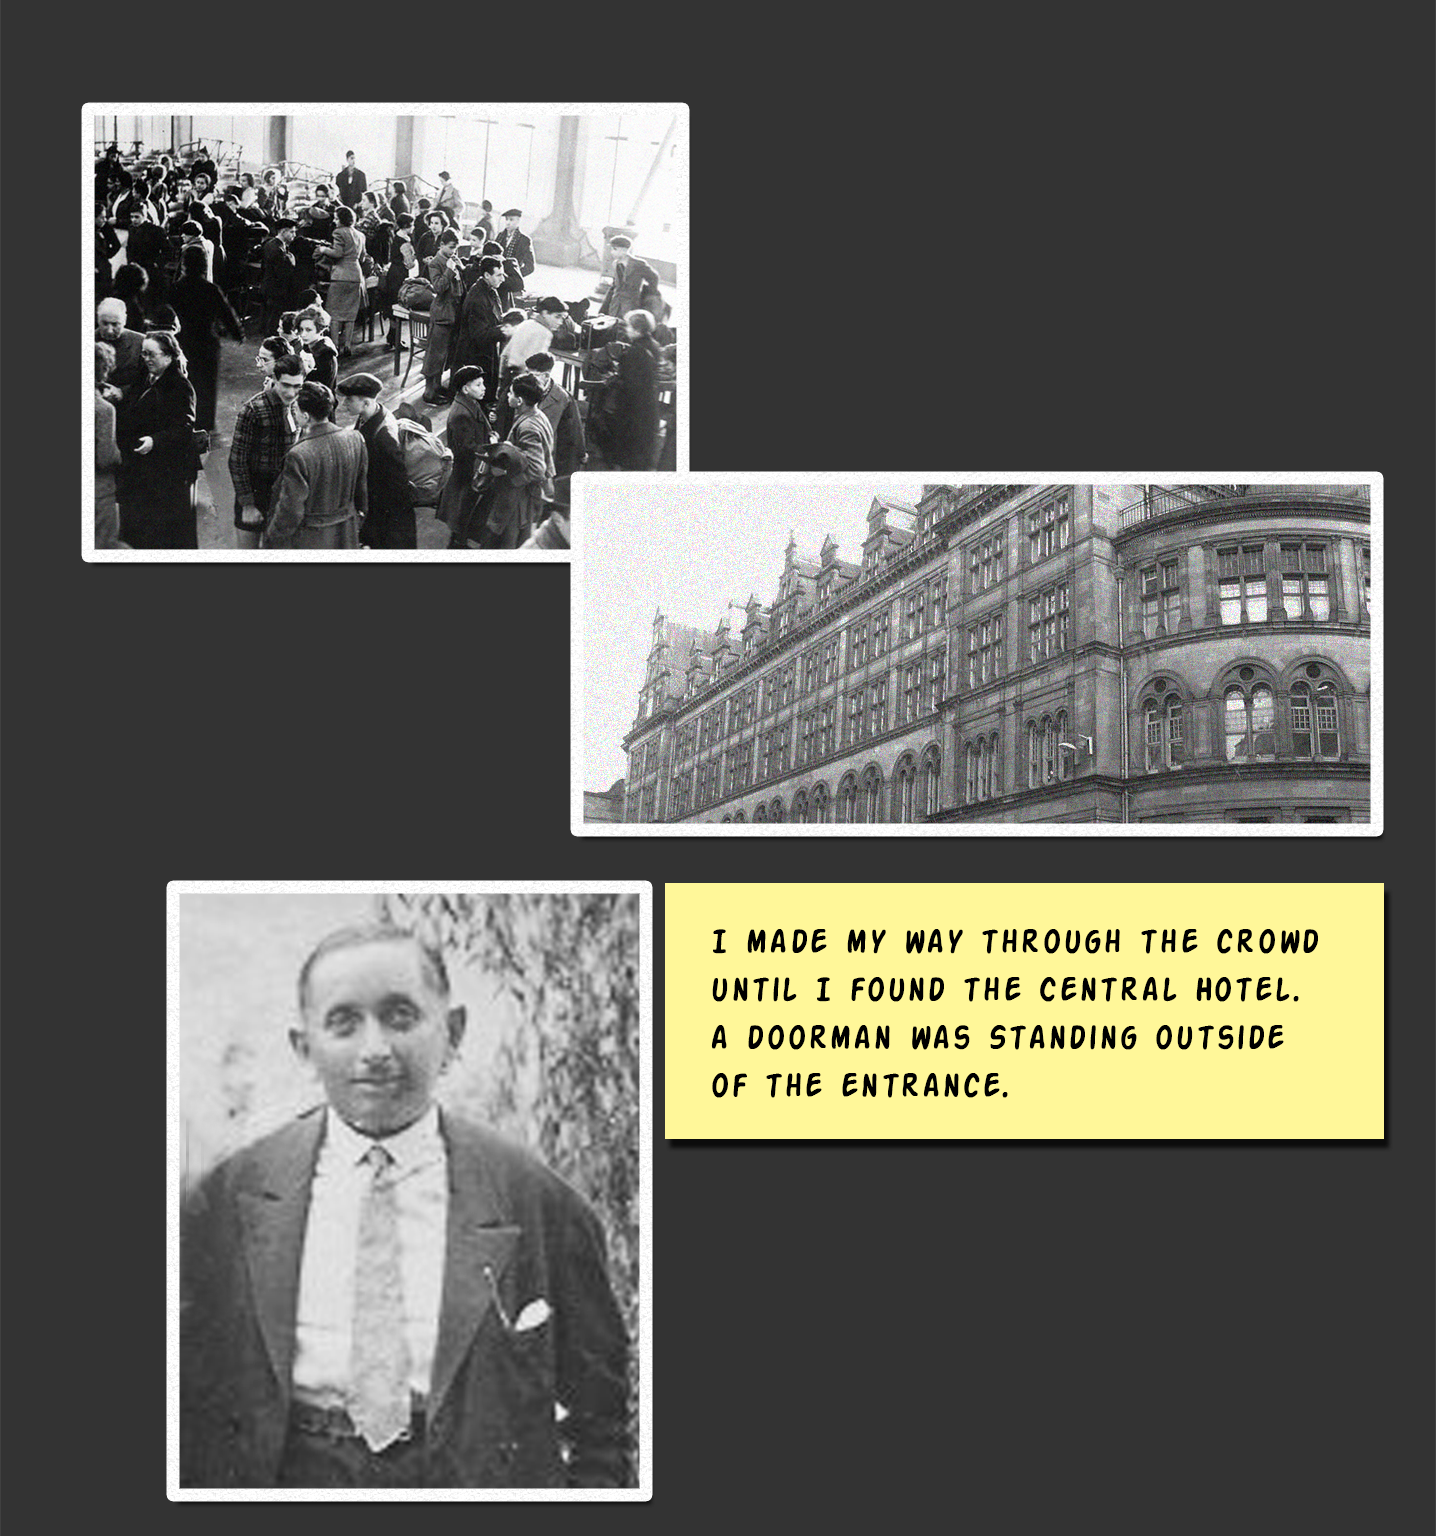 I MADE MY WAY THROUGH THE CROWD
UNTIL I FOUND THE CENTRAL HOTEL.
A DOORMAN WAS STANDING OUTSIDE
OF THE ENTRANCE.